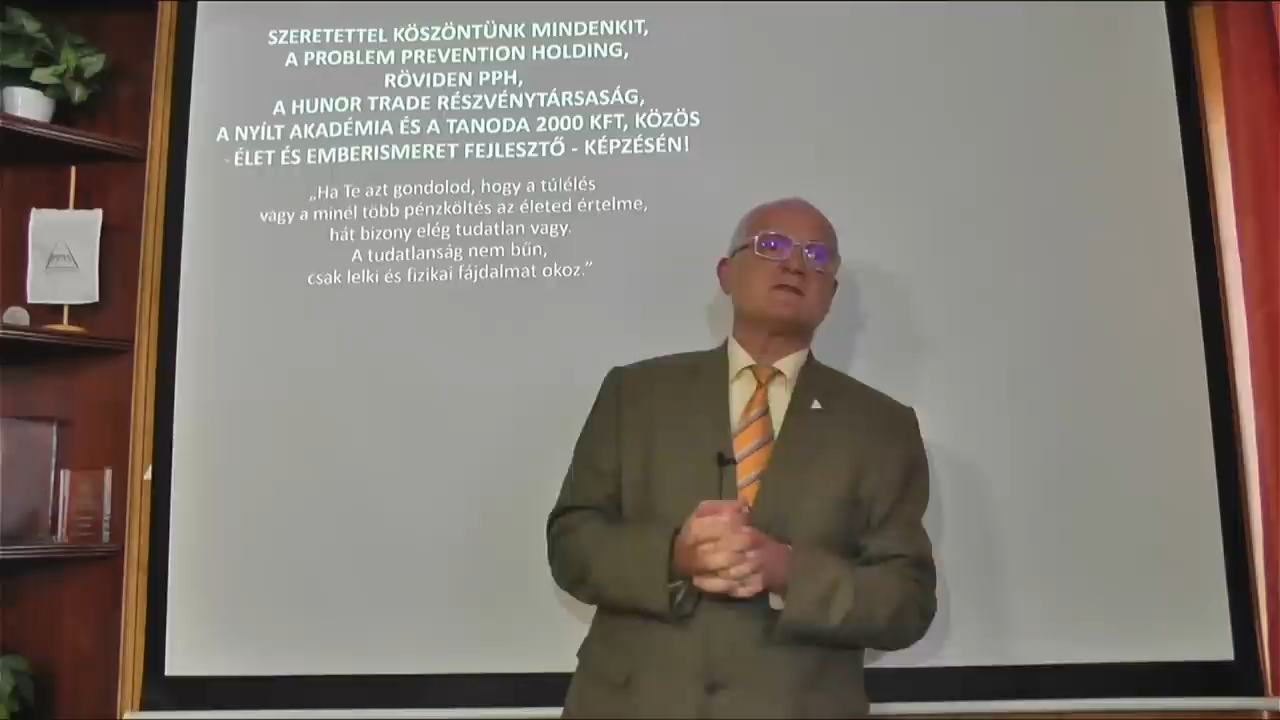 SZERETETTEL KÖSZÖNTÜNK MINDENKIT,
A PROBLEM PREVENTION HOLDING,
RÖVIDEN PPH,
A HUNOR TRADE RÉSZVÉNYTÁRSASÁG,
A NYÍLT AKADÉMIA ÉS A TANODA 2000 KFT, KÖZÖS
- ÉLET ÉS EMBERISMERET FEJLESZTŐ - KÉPZÉSÉN!
„Ha Te azt gondolod, hogy a túlélés
vagy a minél több pénzköltés az életed értelme,
hát bizony elég tudatlan vagy.
A tudatlanság nem bűn,
csak lelki és fizikai fájdalmat okoz.”